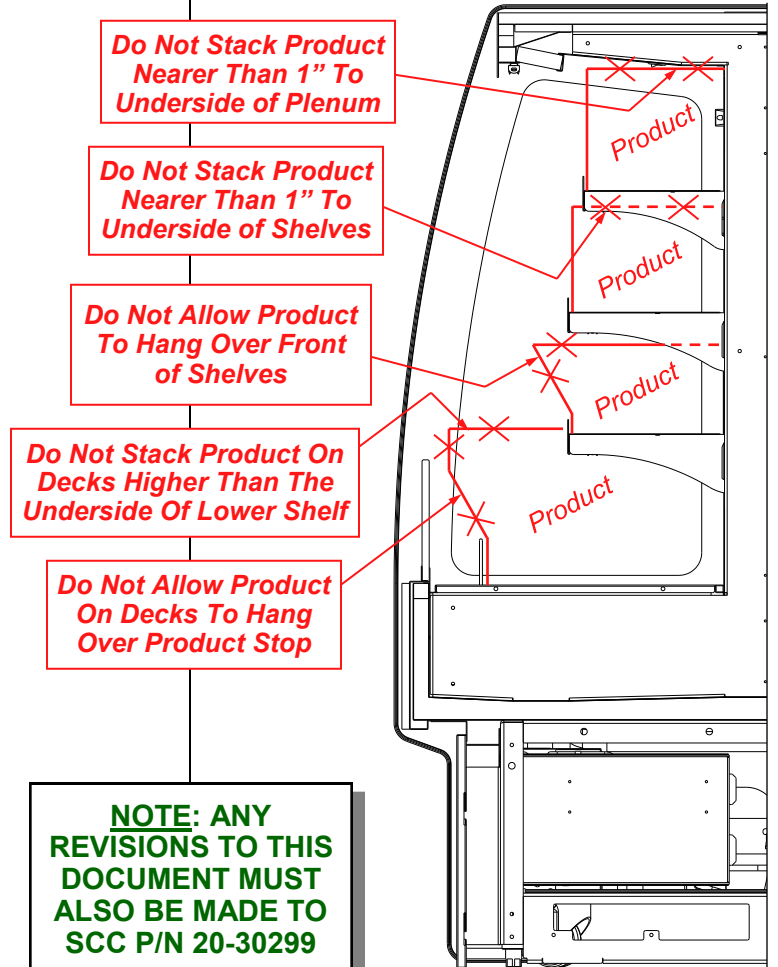 Do Not Stack Product
Nearer Than 1” To
Underside of Plenum
Product
Do Not Stack Product
Nearer Than 1” To
Underside of Shelves
Product
Do Not Allow Product
To Hang Over Front
of Shelves
Product
Do Not Stack Product On
Decks Higher Than The
Underside Of Lower Shelf
Product
Do Not Allow Product
On Decks To Hang
Over Product Stop
NOTE: ANY
REVISIONS TO THIS
DOCUMENT MUST
ALSO BE MADE TO
SCC P/N 20-30299